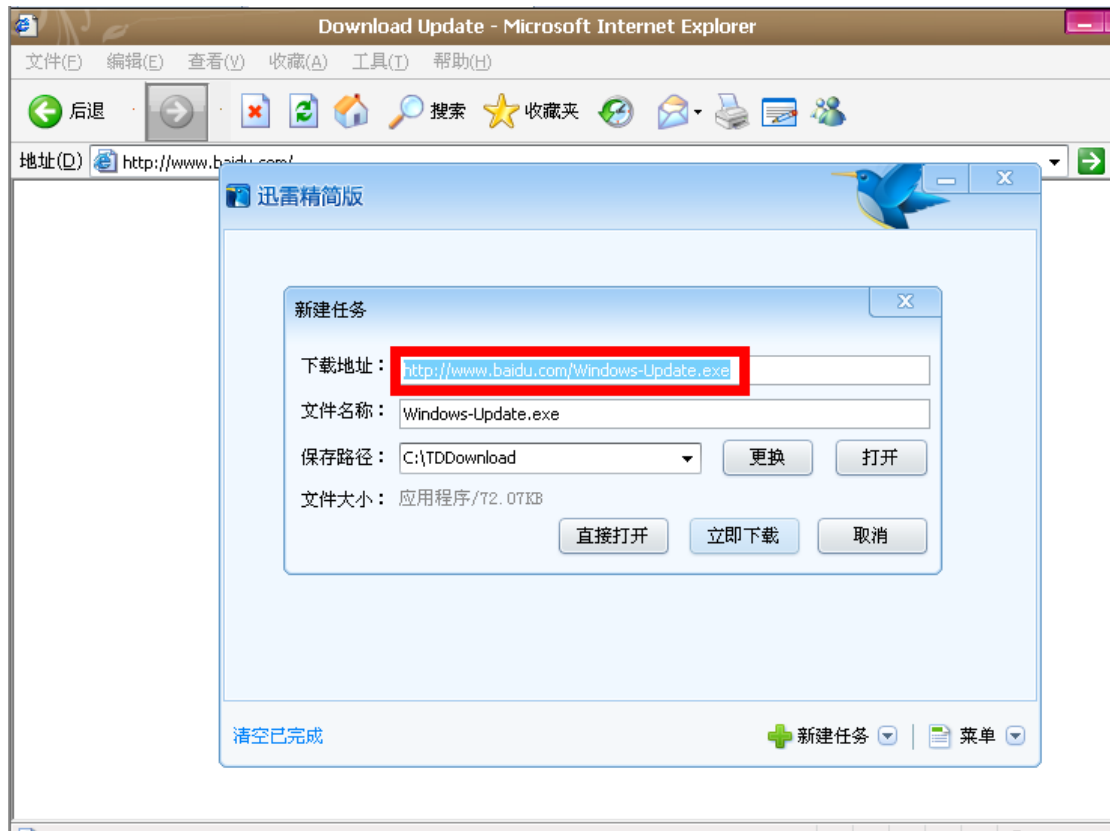 Download Update - Microsoft Internet Explorer
文件(F) 编辑(E) 查看(V) 收藏(A) 工具(T) 帮助(H)
后退 搜索 收藏夹
地址(D) http://www.baidu.com/
迅雷精简版
新建任务
下载地址： http://www.baidu.com/Windows-Update.exe
文件名称： Windows-Update.exe
保存路径： C:\TDDownload 更换 打开
文件大小： 应用程序/72.07KB
直接打开 立即下载 取消
清空已完成 新建任务 菜单